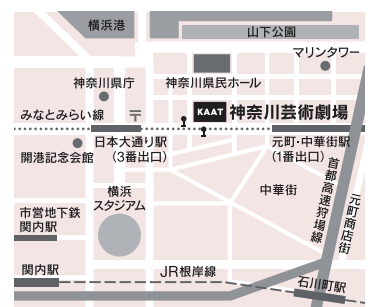 横浜港
山下公園
マリンタワー
神奈川県庁
神奈川県民ホール
みなとみらい線
〒
KAAT 神奈川芸術劇場
日本大通り駅
（3番出口）
元町・中華街駅
（1番出口）
開港記念会館
横浜
スタジアム
中華街
首都高速狩場線
元町商店街
市営地下鉄
関内駅
関内駅
JR根岸線
石川町駅